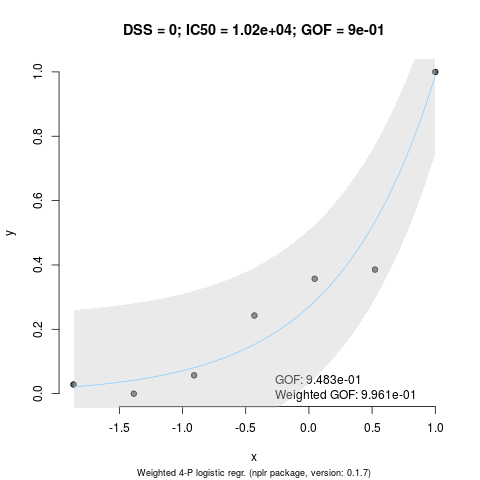 DSS = 0; IC50 = 1.02e+04; GOF = 9e-01
1.0
0.8
0.6
0.4
0.2
0.0
y
GOF: 9.483e-01
Weighted GOF: 9.961e-01
-1.5 -1.0 -0.5 0.0 0.5 1.0
x
Weighted 4-P logistic regr. (nplr package, version: 0.1.7)